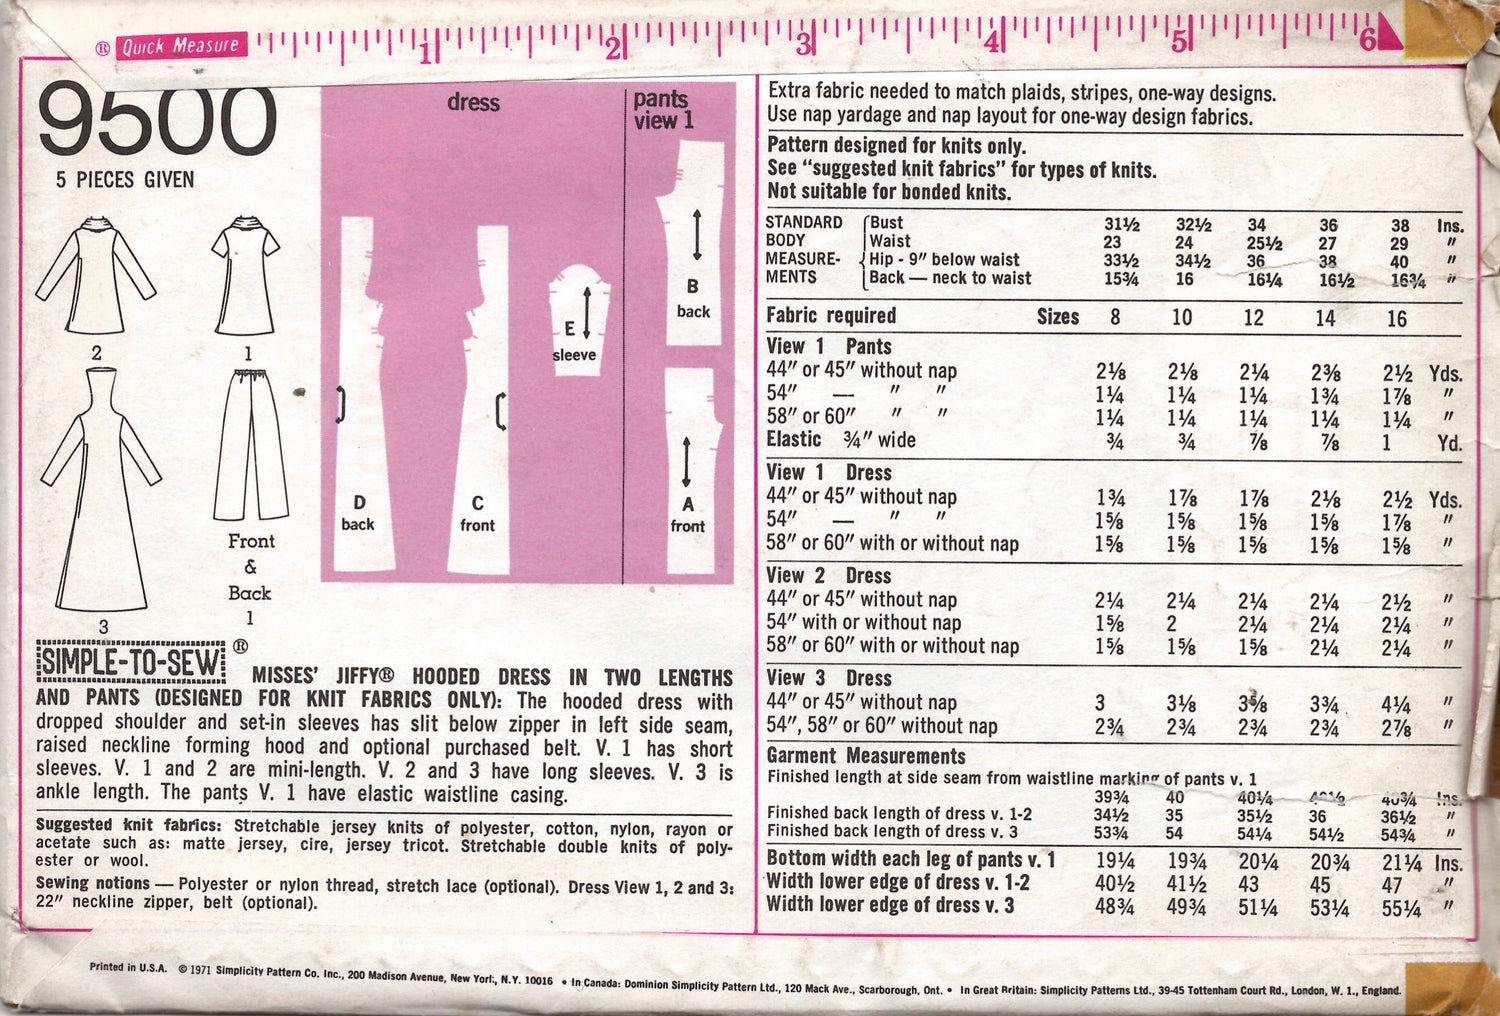 ® Quick Measure 1 2 3 4 5 6
9500
5 PIECES GIVEN
2
1
3
Front
&
Back
1
dress
pants
view 1
D
back
C
front
E
sleeve
B
back
A
front
SIMPLE-TO-SEW ®
MISSES' JIFFY® HOODED DRESS IN TWO LENGTHS
AND PANTS (DESIGNED FOR KNIT FABRICS ONLY): The hooded dress with
dropped shoulder and set-in sleeves has slit below zipper in left side seam,
raised neckline forming hood and optional purchased belt. V. 1 has short
sleeves. V. 1 and 2 are mini-length. V. 2 and 3 have long sleeves. V. 3 is
ankle length. The pants V. 1 have elastic waistline casing.
Suggested knit fabrics: Stretchable jersey knits of polyester, cotton, nylon, rayon or
acetate such as: matte jersey, cire, jersey tricot. Stretchable double knits of poly-
ester or wool.
Sewing notions — Polyester or nylon thread, stretch lace (optional). Dress View 1, 2 and 3:
22" neckline zipper, belt (optional).
Extra fabric needed to match plaids, stripes, one-way designs.
Use nap yardage and nap layout for one-way design fabrics.
Pattern designed for knits only.
See "suggested knit fabrics" for types of knits.
Not suitable for bonded knits.
STANDARD Bust 31½ 32½ 34 36 38 Ins.
BODY Waist 23 24 25½ 27 29 "
MEASURE- Hip - 9" below waist 33½ 34½ 36 38 40 "
MENTS Back — neck to waist 15¾ 16 16¼ 16½ 16¾ "
Fabric required Sizes 8 10 12 14 16
View 1 Pants
44" or 45" without nap 2⅛ 2⅛ 2¼ 2⅜ 2½ Yds.
54" — " " 1¼ 1¼ 1¼ 1¾ 1⅞ "
58" or 60" " " 1¼ 1¼ 1¼ 1¼ 1¼ "
Elastic ¾" wide ¾ ¾ ⅞ ⅞ 1 Yd.
View 1 Dress
44" or 45" without nap 1¾ 1⅞ 1⅞ 2⅛ 2½ Yds.
54" — " " 1⅝ 1⅝ 1⅝ 1⅝ 1⅞ "
58" or 60" with or without nap 1⅝ 1⅝ 1⅝ 1⅝ 1⅝ "
View 2 Dress
44" or 45" without nap 2¼ 2¼ 2¼ 2¼ 2½ "
54" with or without nap 1⅝ 2 2¼ 2¼ 2¼ "
58" or 60" with or without nap 1⅝ 1⅝ 1⅝ 2¼ 2¼ "
View 3 Dress
44" or 45" without nap 3 3⅛ 3⅜ 3¾ 4¼ "
54", 58" or 60" without nap 2¾ 2¾ 2¾ 2¾ 2⅞ "
Garment Measurements
Finished length at side seam from waistline marking of pants v. 1
39¾ 40 40¼ 40¾ Ins.
Finished back length of dress v. 1-2 34½ 35 35½ 36 36½ "
Finished back length of dress v. 3 53¾ 54 54¼ 54½ 54¾ "
Bottom width each leg of pants v. 1 19¼ 19¾ 20¼ 20¾ 21¼ Ins.
Width lower edge of dress v. 1-2 40½ 41½ 43 45 47 "
Width lower edge of dress v. 3 48¾ 49¾ 51¼ 53¼ 55¼ "
Printed in U.S.A. © 1971 Simplicity Pattern Co. Inc., 200 Madison Avenue, New York, N.Y. 10016 • In Canada: Dominion Simplicity Pattern Ltd., 120 Mack Ave., Scarborough, Ont. • In Great Britain: Simplicity Patterns Ltd., 39-45 Tottenham Court Rd., London, W. 1., England.